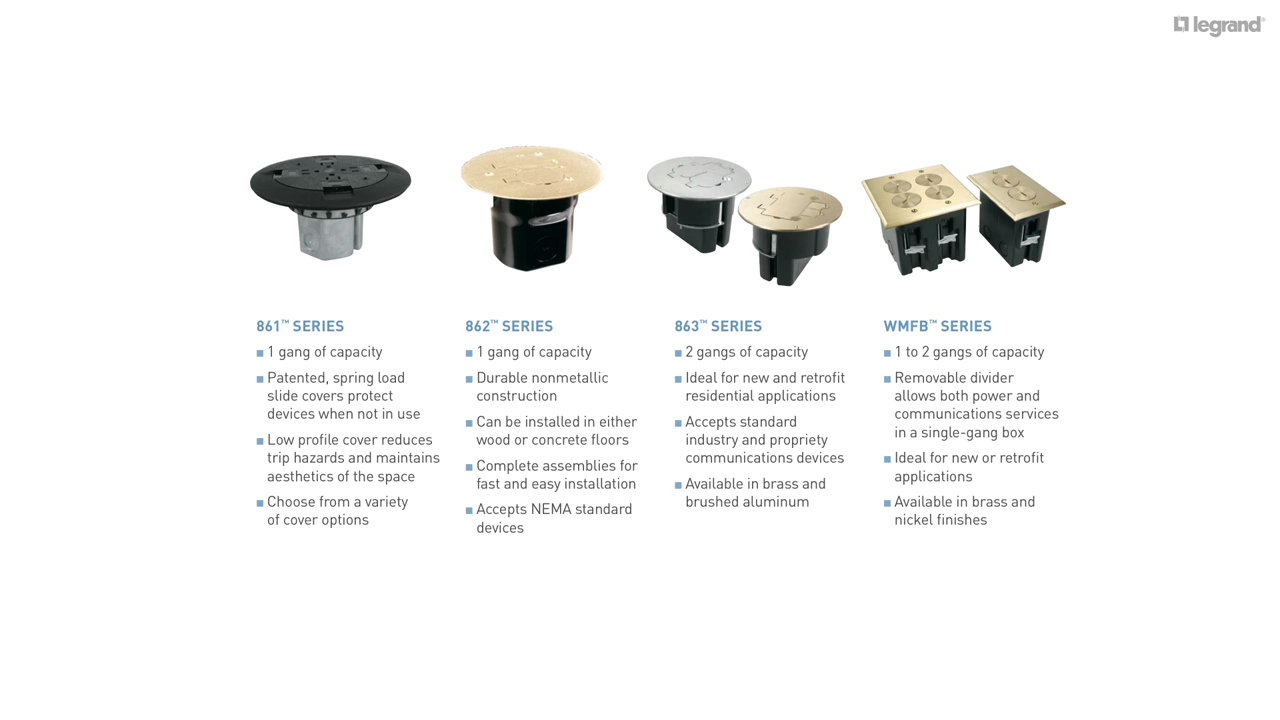 legrand®
861™ SERIES
■ 1 gang of capacity
■ Patented, spring load
slide covers protect
devices when not in use
■ Low profile cover reduces
trip hazards and maintains
aesthetics of the space
■ Choose from a variety
of cover options
862™ SERIES
■ 1 gang of capacity
■ Durable nonmetallic
construction
■ Can be installed in either
wood or concrete floors
■ Complete assemblies for
fast and easy installation
■ Accepts NEMA standard
devices
863™ SERIES
■ 2 gangs of capacity
■ Ideal for new and retrofit
residential applications
■ Accepts standard
industry and propriety
communications devices
■ Available in brass and
brushed aluminum
WMFB™ SERIES
■ 1 to 2 gangs of capacity
■ Removable divider
allows both power and
communications services
in a single-gang box
■ Ideal for new or retrofit
applications
■ Available in brass and
nickel finishes